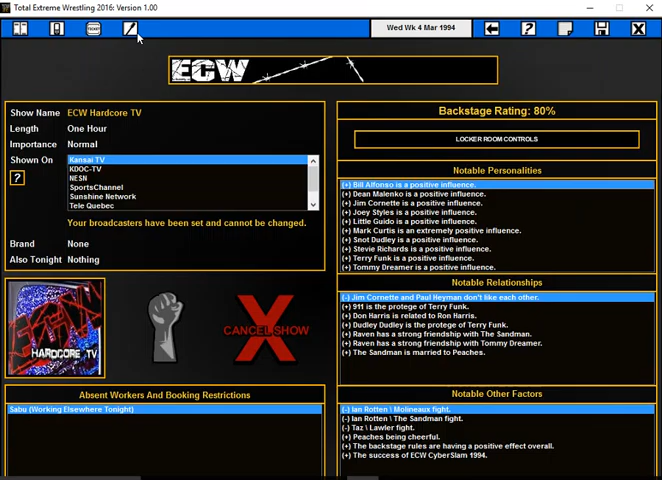 Total Extreme Wrestling 2016: Version 1.00
TICKET
Wed Wk 4 Mar 1994
?
X
ECW
Show Name ECW Hardcore TV
Length One Hour
Importance Normal
Shown On Kansai TV
KDOC-TV
NESN
SportsChannel
Sunshine Network
Tele Quebec
?
Your broadcasters have been set and cannot be changed.
Brand None
Also Tonight Nothing
HARDCORE TV
CANCEL SHOW
Absent Workers And Booking Restrictions
Sabu (Working Elsewhere Tonight)
Backstage Rating: 80%
LOCKER ROOM CONTROLS
Notable Personalities
(+) Bill Alfonso is a positive influence.
(+) Dean Malenko is a positive influence.
(+) Jim Cornette is a positive influence.
(+) Joey Styles is a positive influence.
(+) Little Guido is a positive influence.
(+) Mark Curtis is an extremely positive influence.
(+) Snot Dudley is a positive influence.
(+) Stevie Richards is a positive influence.
(+) Terry Funk is a positive influence.
(+) Tommy Dreamer is a positive influence.
Notable Relationships
(-) Jim Cornette and Paul Heyman don't like each other.
(+) 911 is the protege of Terry Funk.
(+) Don Harris is related to Ron Harris.
(+) Dudley Dudley is the protege of Terry Funk.
(+) Raven has a strong friendship with The Sandman.
(+) Raven has a strong friendship with Tommy Dreamer.
(+) The Sandman is married to Peaches.
Notable Other Factors
(-) Ian Rotten \ Molineaux fight.
(-) Ian Rotten \ The Sandman fight.
(-) Taz \ Lawler fight.
(+) Peaches being cheerful.
(+) The backstage rules are having a positive effect overall.
(+) The success of ECW CyberSlam 1994.